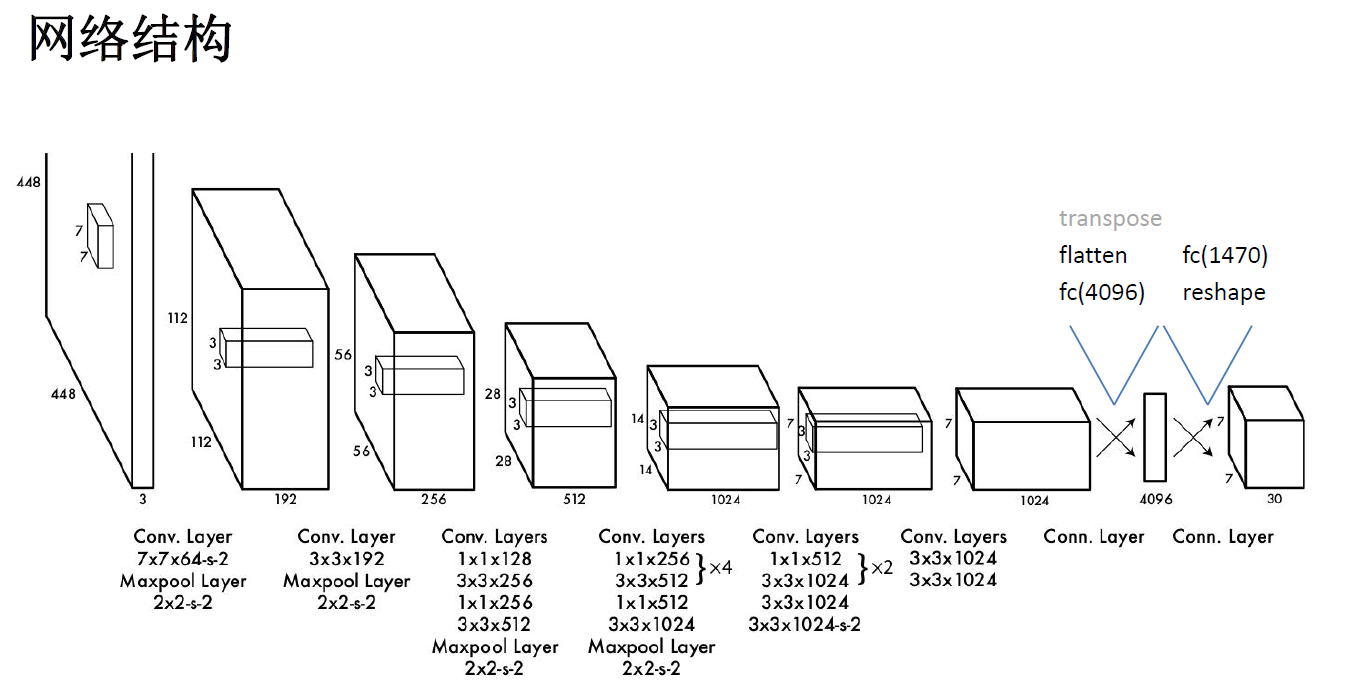 网络结构
448
448
7
7
3
112
112
3
3
192
56
56
3
3
256
28
28
3
3
512
14
14
3
3
1024
7
7
3
3
1024
7
7
1024
transpose
flatten
fc(4096)
fc(1470)
reshape
4096
7
7
30
Conv. Layer
7x7x64-s-2
Maxpool Layer
2x2-s-2
Conv. Layer
3x3x192
Maxpool Layer
2x2-s-2
Conv. Layers
1x1x128
3x3x256
1x1x256
3x3x512
Maxpool Layer
2x2-s-2
Conv. Layers
1x1x256
3x3x512
}×4
1x1x512
3x3x1024
Maxpool Layer
2x2-s-2
Conv. Layers
1x1x512
3x3x1024
}×2
3x3x1024
3x3x1024-s-2
Conv. Layers
3x3x1024
3x3x1024
Conn. Layer
Conn. Layer